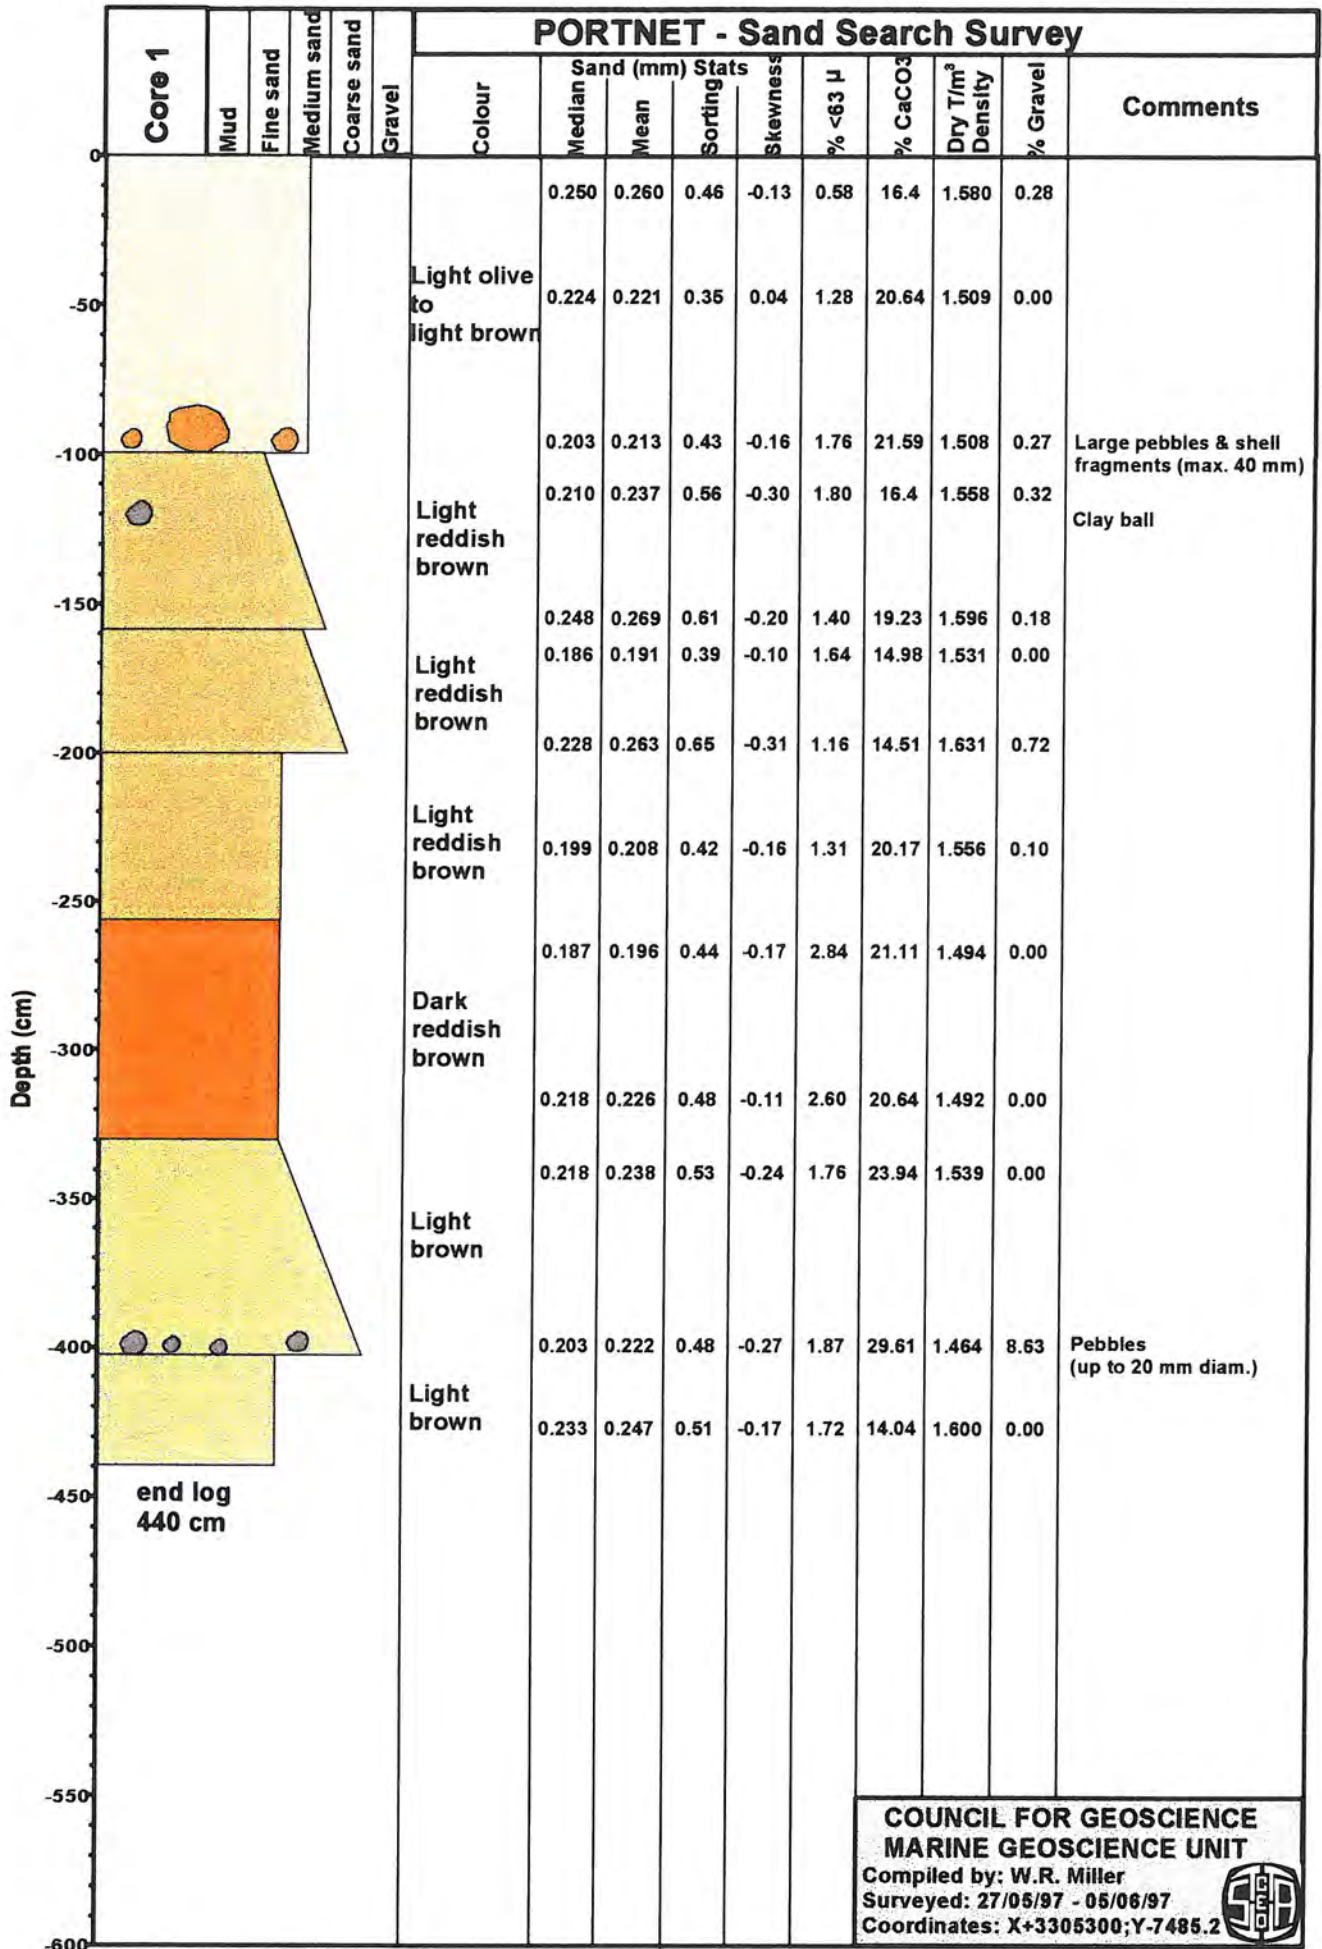 PORTNET - Sand Search Survey
Core 1
Mud
Fine sand
Medium sand
Coarse sand
Gravel
Colour
Sand (mm) Stats
Median
Mean
Sorting
Skewness
% <63 µ
% CaCO3
Dry T/m³
Density
% Gravel
Comments
Depth (cm)
0
-50
-100
-150
-200
-250
-300
-350
-400
-450
-500
-550
-600
0.250 0.260 0.46 -0.13 0.58 16.4 1.580 0.28
Light olive
to
light brown
0.224 0.221 0.35 0.04 1.28 20.64 1.509 0.00
0.203 0.213 0.43 -0.16 1.76 21.59 1.508 0.27
Large pebbles & shell
fragments (max. 40 mm)
0.210 0.237 0.56 -0.30 1.80 16.4 1.558 0.32
Clay ball
Light
reddish
brown
0.248 0.269 0.61 -0.20 1.40 19.23 1.596 0.18
0.186 0.191 0.39 -0.10 1.64 14.98 1.531 0.00
Light
reddish
brown
0.228 0.263 0.65 -0.31 1.16 14.51 1.631 0.72
Light
reddish
brown
0.199 0.208 0.42 -0.16 1.31 20.17 1.556 0.10
0.187 0.196 0.44 -0.17 2.84 21.11 1.494 0.00
Dark
reddish
brown
0.218 0.226 0.48 -0.11 2.60 20.64 1.492 0.00
0.218 0.238 0.53 -0.24 1.76 23.94 1.539 0.00
Light
brown
0.203 0.222 0.48 -0.27 1.87 29.61 1.464 8.63
Pebbles
(up to 20 mm diam.)
Light
brown
0.233 0.247 0.51 -0.17 1.72 14.04 1.600 0.00
end log
440 cm
COUNCIL FOR GEOSCIENCE
MARINE GEOSCIENCE UNIT
Compiled by: W.R. Miller
Surveyed: 27/05/97 - 05/06/97
Coordinates: X+3305300;Y-7485.2